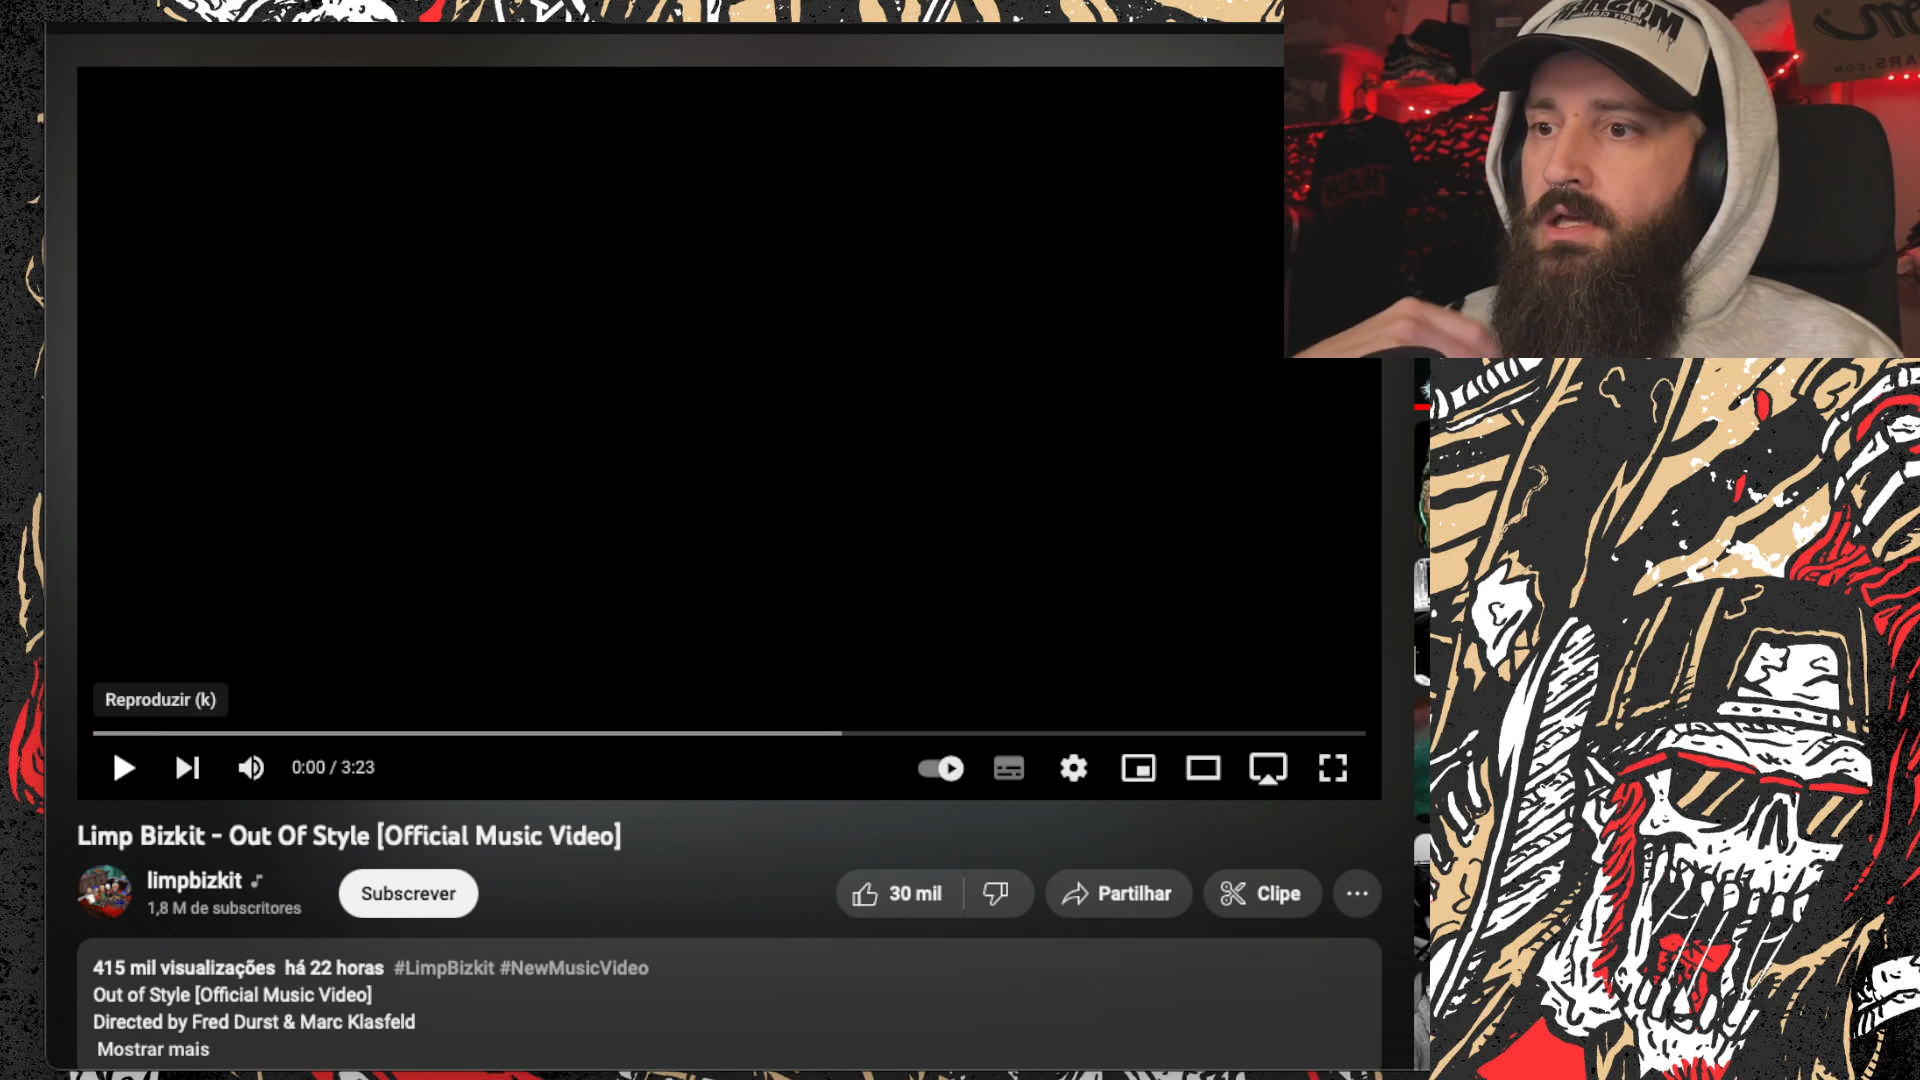 Reproduzir (k)
0:00 / 3:23
Limp Bizkit - Out Of Style [Official Music Video]
limpbizkit
1,8 M de subscritores
Subscrever
30 mil
Partilhar
Clipe
415 mil visualizações há 22 horas #LimpBizkit #NewMusicVideo
Out of Style [Official Music Video]
Directed by Fred Durst & Marc Klasfeld
Mostrar mais